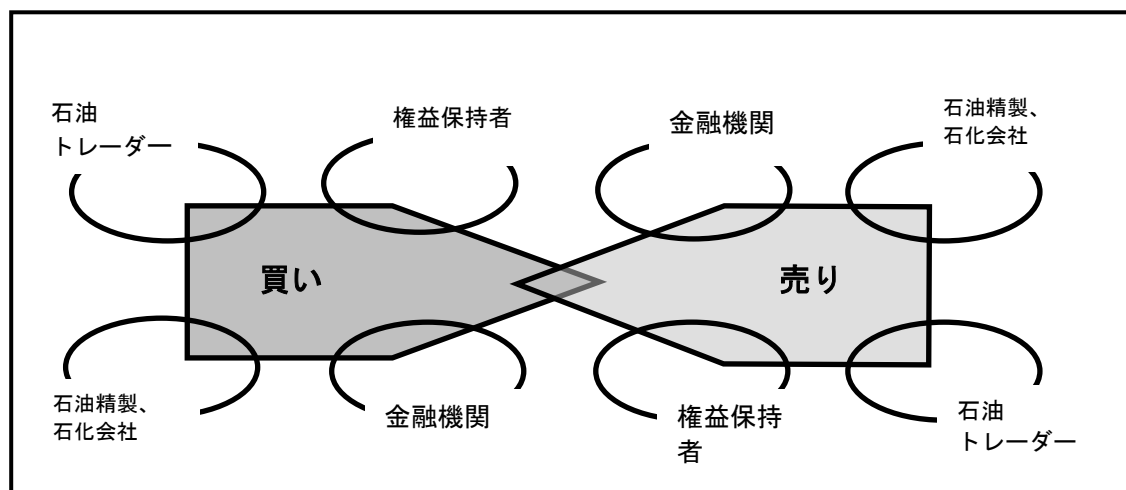 石油
トレーダー
権益保持者
金融機関
石油精製、
石化会社
買い
売り
石油精製、
石化会社
金融機関
権益保持
者
石油
トレーダー